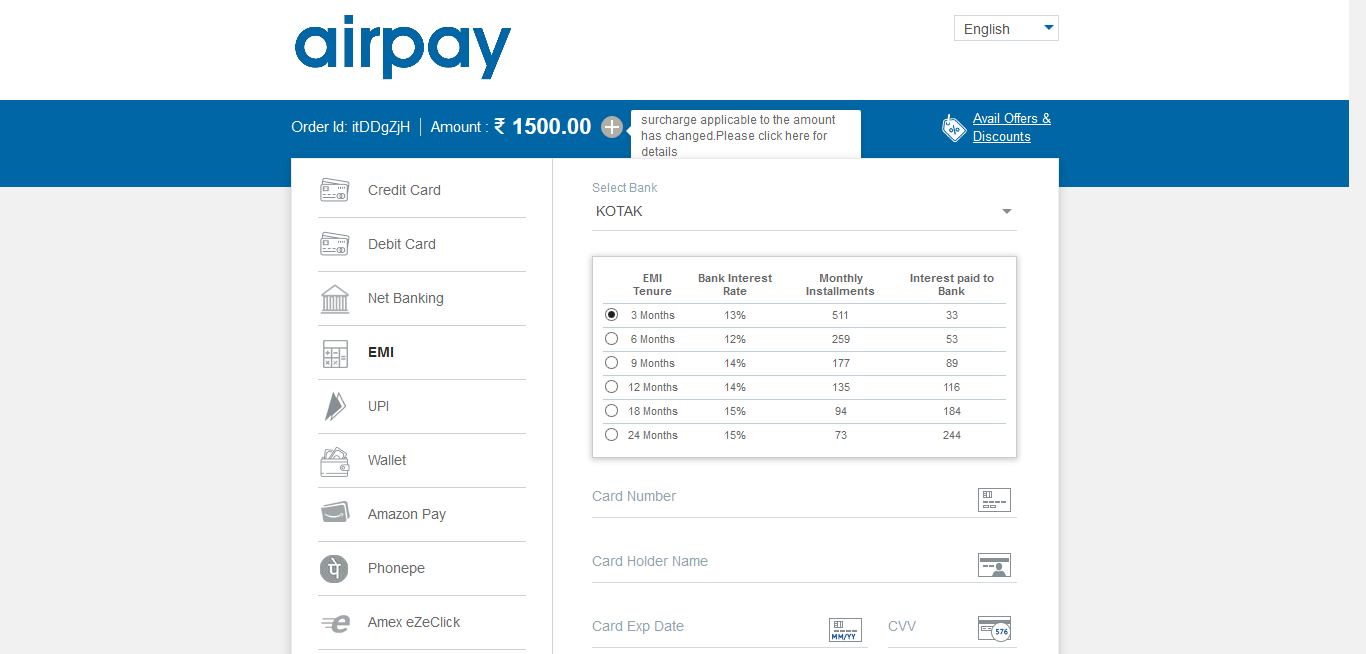 airpay
English
Order Id: itDDgZjH | Amount : ₹ 1500.00
surcharge applicable to the amount
has changed.Please click here for
details
Avail Offers &
Discounts
Credit Card
Debit Card
Net Banking
EMI
UPI
Wallet
Amazon Pay
पे Phonepe
Amex eZeClick
Select Bank
KOTAK
EMI Tenure Bank Interest Rate Monthly Installments Interest paid to Bank
3 Months 13% 511 33
6 Months 12% 259 53
9 Months 14% 177 89
12 Months 14% 135 116
18 Months 15% 94 184
24 Months 15% 73 244
Card Number
Card Holder Name
Card Exp Date MM/YY CVV 576